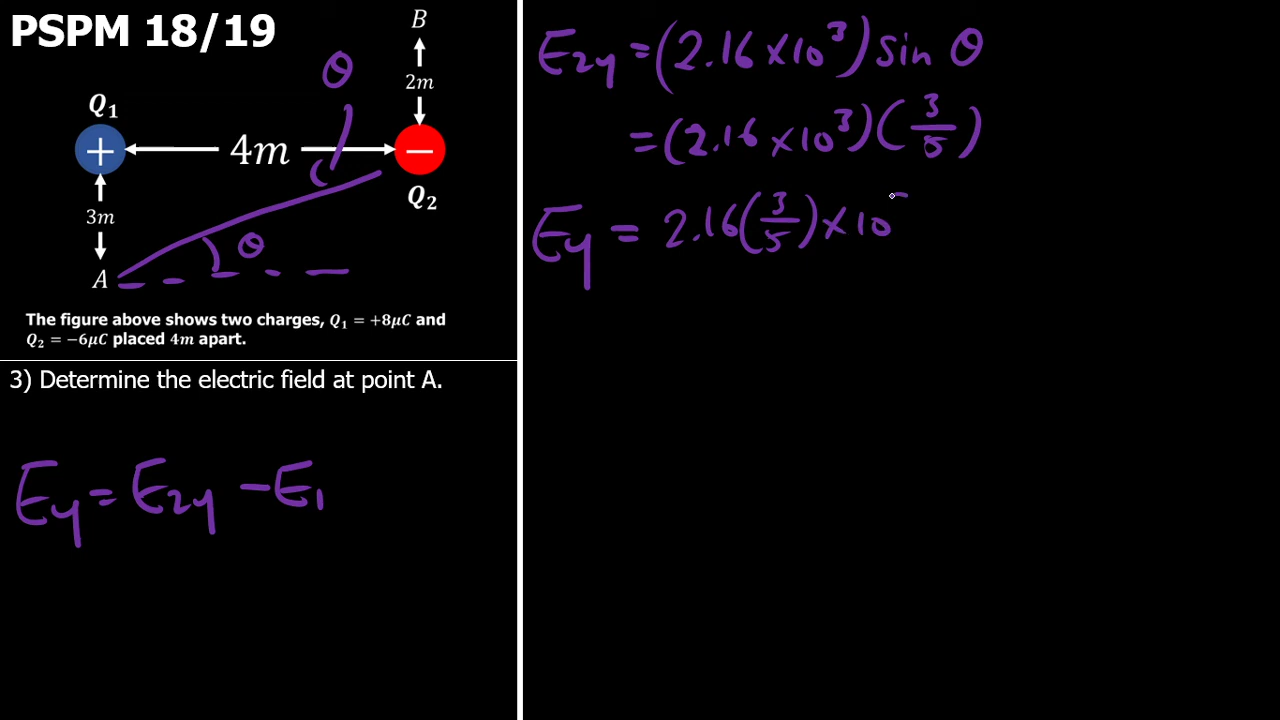 PSPM 18/19
B
θ
2m
Q₁
+
4m
−
Q₂
3m
θ
A
The figure above shows two charges, Q₁ = +8μC and
Q₂ = −6μC placed 4m apart.
3) Determine the electric field at point A.
Ey = E2y − E1
E2y = (2.16 × 10³) sin θ
= (2.16 × 10³)(3/5)
Ey = 2.16(3/5) × 10